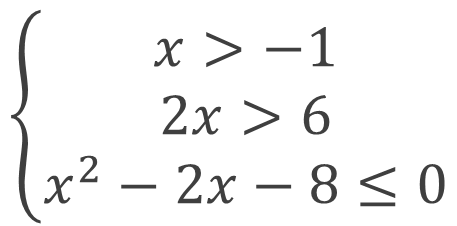 x > −1
2x > 6
x² − 2x − 8 ≤ 0